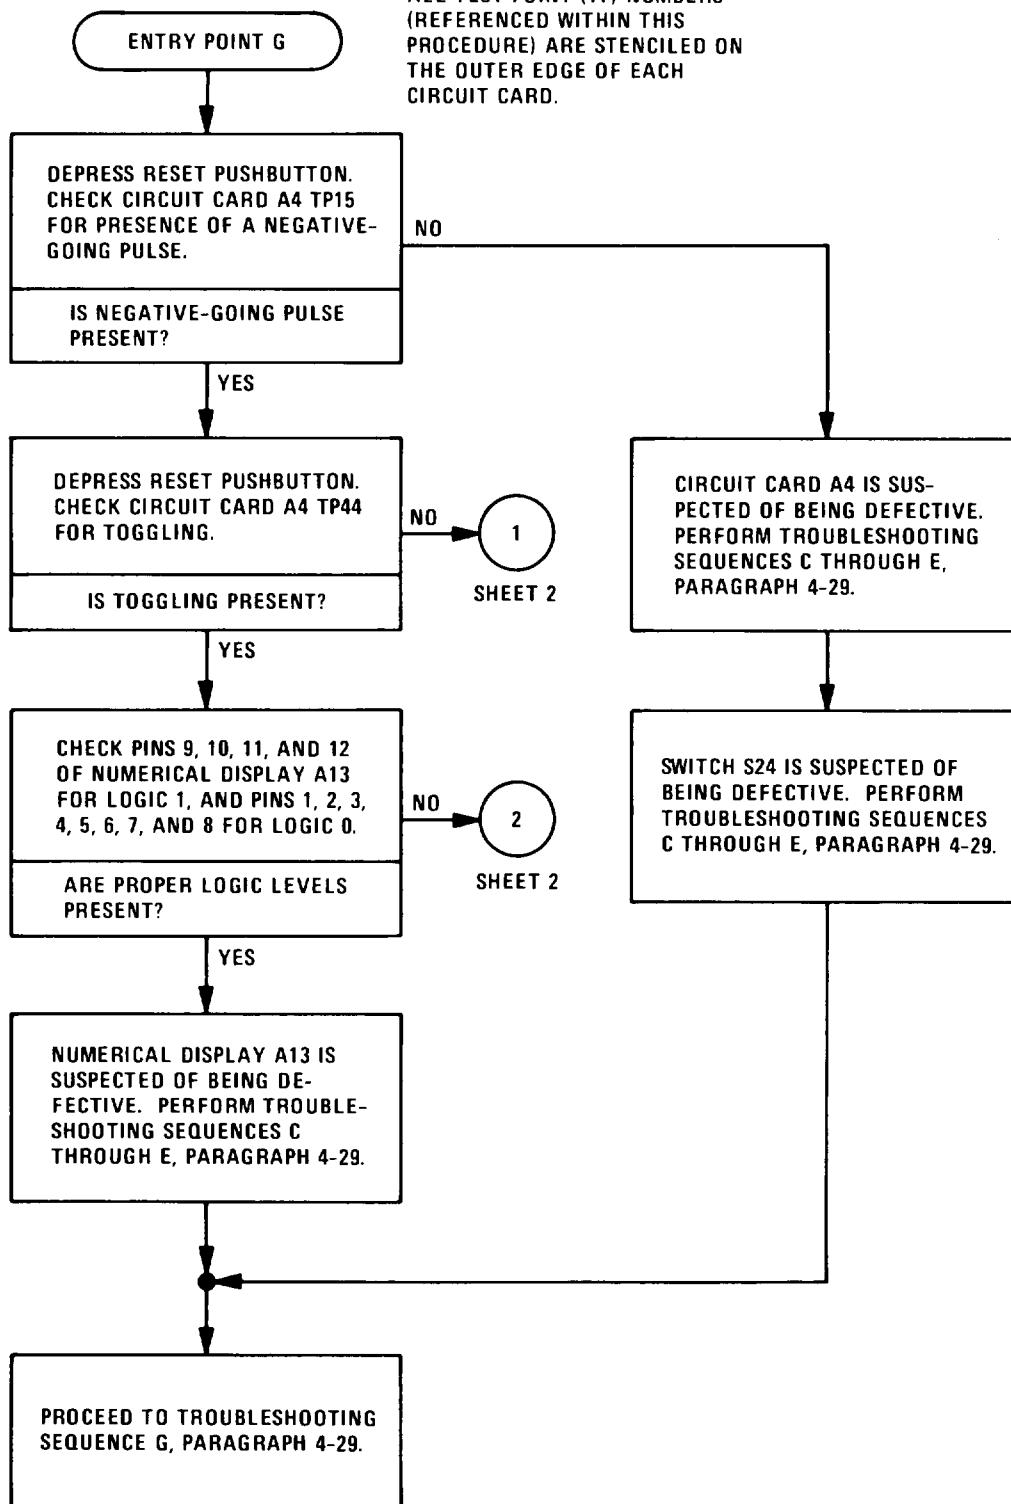 ENTRY POINT G
(REFERENCED WITHIN THIS
PROCEDURE) ARE STENCILED ON
THE OUTER EDGE OF EACH
CIRCUIT CARD.
DEPRESS RESET PUSHBUTTON.
CHECK CIRCUIT CARD A4 TP15
FOR PRESENCE OF A NEGATIVE-
GOING PULSE.
NO
IS NEGATIVE-GOING PULSE
PRESENT?
YES
DEPRESS RESET PUSHBUTTON.
CHECK CIRCUIT CARD A4 TP44
FOR TOGGLING.
NO
1
SHEET 2
IS TOGGLING PRESENT?
YES
CIRCUIT CARD A4 IS SUS-
PECTED OF BEING DEFECTIVE.
PERFORM TROUBLESHOOTING
SEQUENCES C THROUGH E,
PARAGRAPH 4-29.
CHECK PINS 9, 10, 11, AND 12
OF NUMERICAL DISPLAY A13
FOR LOGIC 1, AND PINS 1, 2, 3,
4, 5, 6, 7, AND 8 FOR LOGIC 0.
NO
2
SHEET 2
ARE PROPER LOGIC LEVELS
PRESENT?
YES
SWITCH S24 IS SUSPECTED OF
BEING DEFECTIVE. PERFORM
TROUBLESHOOTING SEQUENCES
C THROUGH E, PARAGRAPH 4-29.
NUMERICAL DISPLAY A13 IS
SUSPECTED OF BEING DE-
FECTIVE. PERFORM TROUBLE-
SHOOTING SEQUENCES C
THROUGH E, PARAGRAPH 4-29.
PROCEED TO TROUBLESHOOTING
SEQUENCE G, PARAGRAPH 4-29.